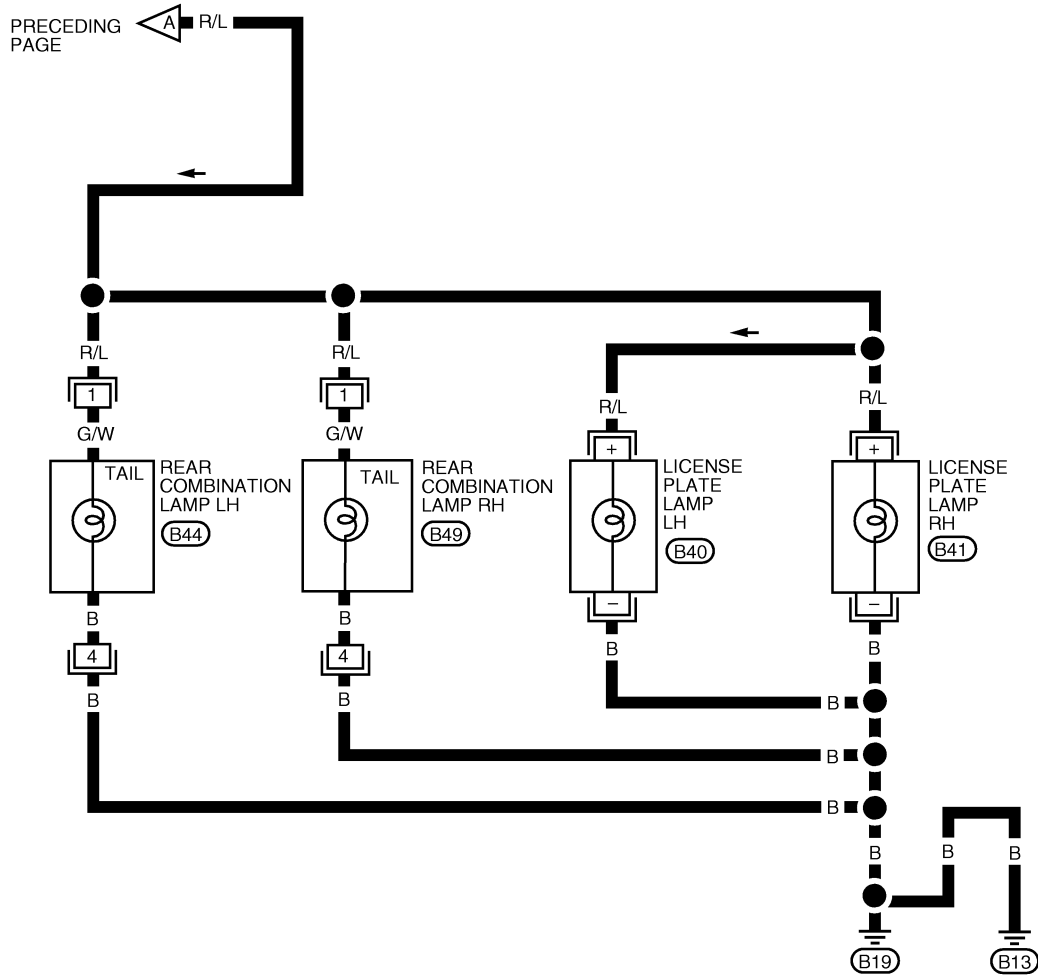 PRECEDING
PAGE
A
R/L
R/L
R/L
R/L
R/L
1
1
G/W
G/W
+
+
TAIL
REAR
COMBINATION
LAMP LH
B44
TAIL
REAR
COMBINATION
LAMP RH
B49
LICENSE
PLATE
LAMP
LH
B40
LICENSE
PLATE
LAMP
RH
B41
–
–
B
B
B
B
4
4
B
B
B
B
B
B
B
B
B19
B13